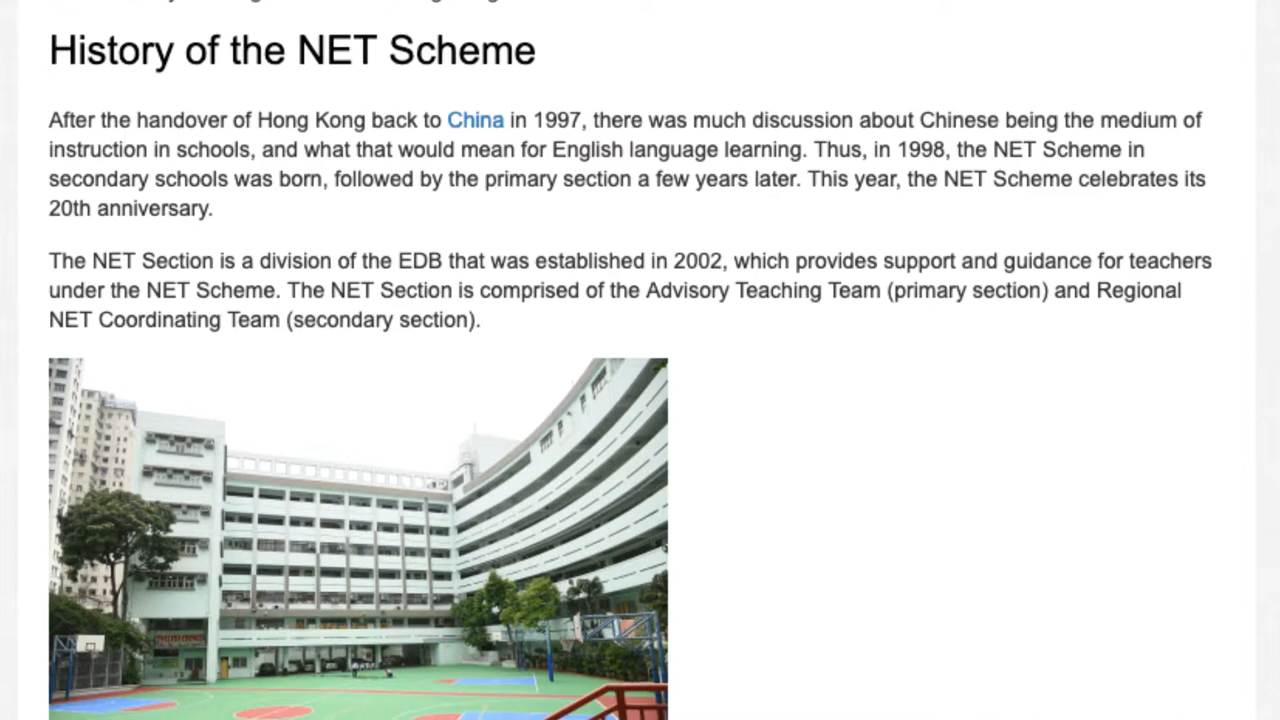 History of the NET Scheme
After the handover of Hong Kong back to China in 1997, there was much discussion about Chinese being the medium of
instruction in schools, and what that would mean for English language learning. Thus, in 1998, the NET Scheme in
secondary schools was born, followed by the primary section a few years later. This year, the NET Scheme celebrates its
20th anniversary.
The NET Section is a division of the EDB that was established in 2002, which provides support and guidance for teachers
under the NET Scheme. The NET Section is comprised of the Advisory Teaching Team (primary section) and Regional
NET Coordinating Team (secondary section).